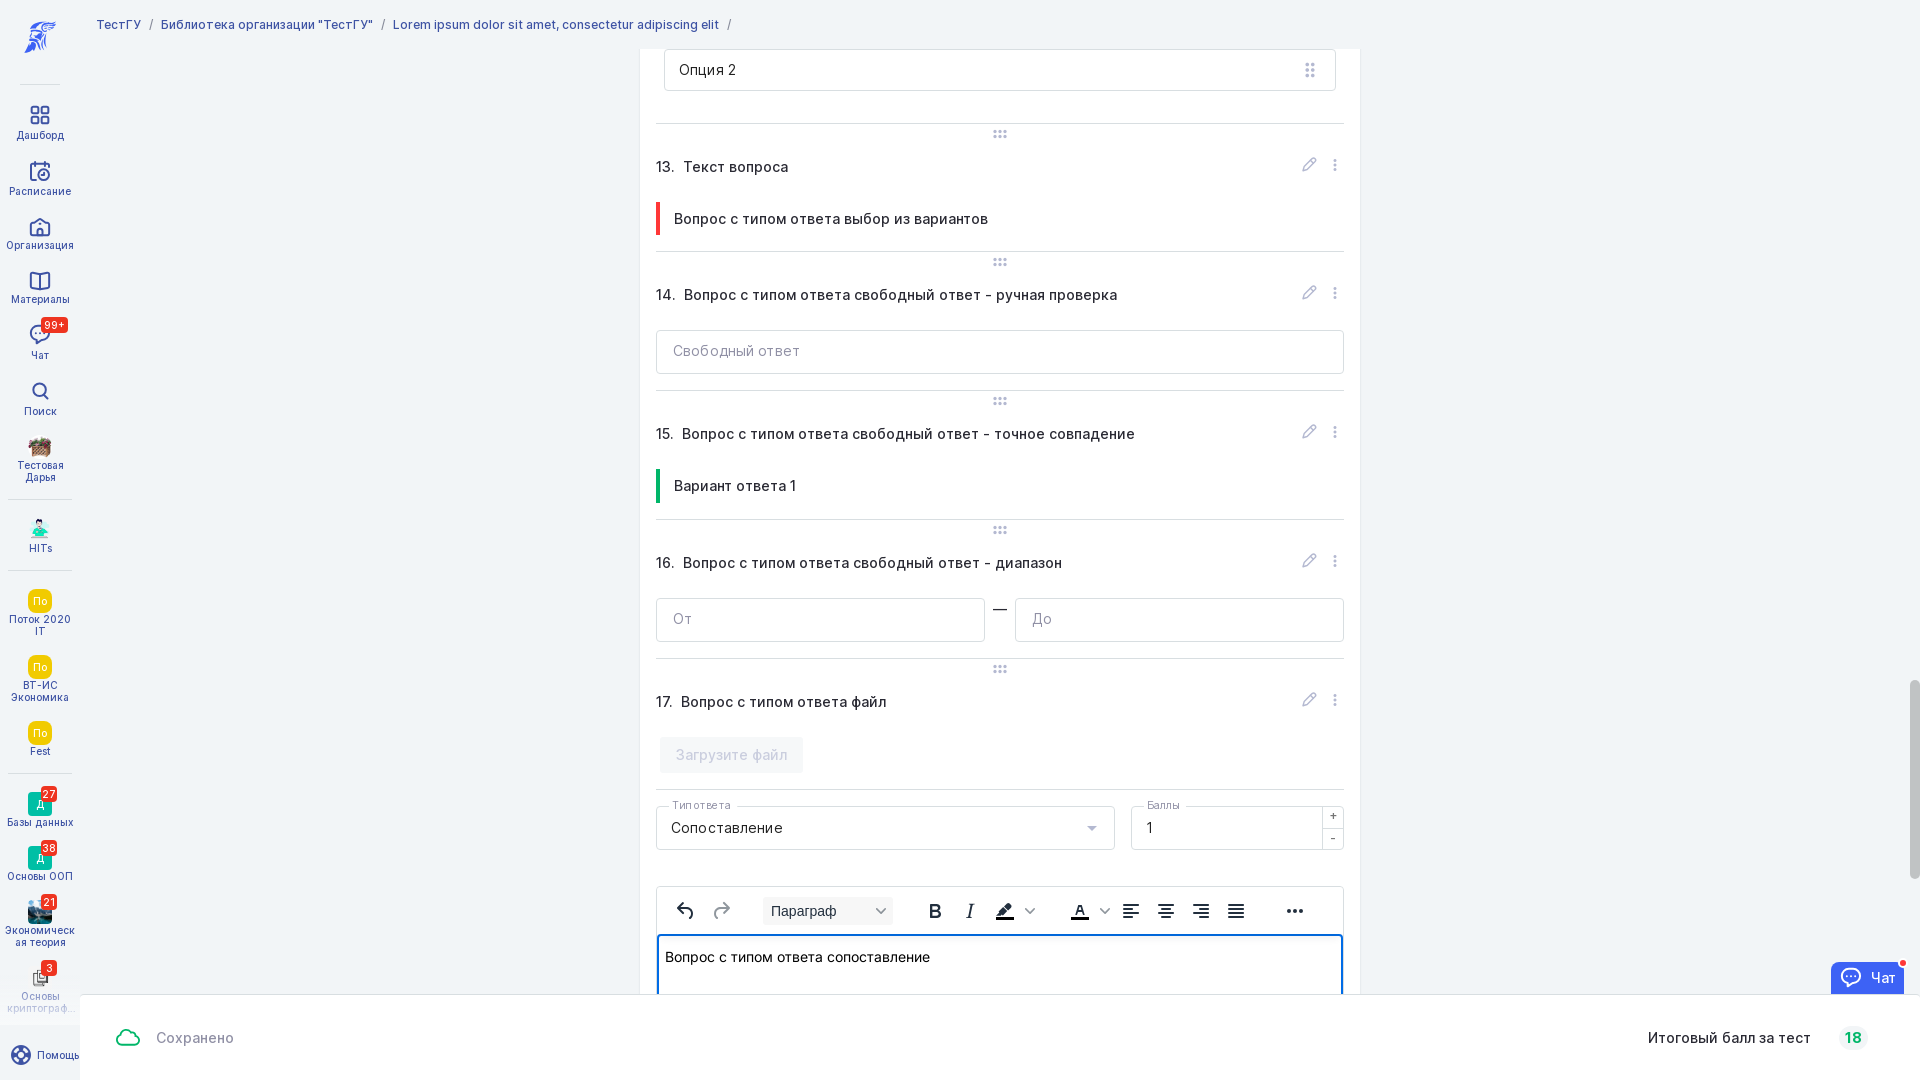 ТестГУ / Библиотека организации "ТестГУ" / Lorem ipsum dolor sit amet, consectetur adipiscing elit /
Дашборд
Расписание
Организация
Материалы
99+
Чат
Поиск
Тестовая
Дарья
HITs
По
Поток 2020
IT
По
ВТ-ИС
Экономика
По
Fest
27
Д
Базы данных
38
Д
Основы ООП
21
Экономическ
ая теория
3
Основы
криптограф...
Помощь
Опция 2
13. Текст вопроса
Вопрос с типом ответа выбор из вариантов
14. Вопрос с типом ответа свободный ответ - ручная проверка
Свободный ответ
15. Вопрос с типом ответа свободный ответ - точное совпадение
Вариант ответа 1
16. Вопрос с типом ответа свободный ответ - диапазон
От — До
17. Вопрос с типом ответа файл
Загрузите файл
Тип ответа
Сопоставление
Баллы
1
+
-
Параграф
B I A
Вопрос с типом ответа сопоставление
Чат
Сохранено
Итоговый балл за тест 18